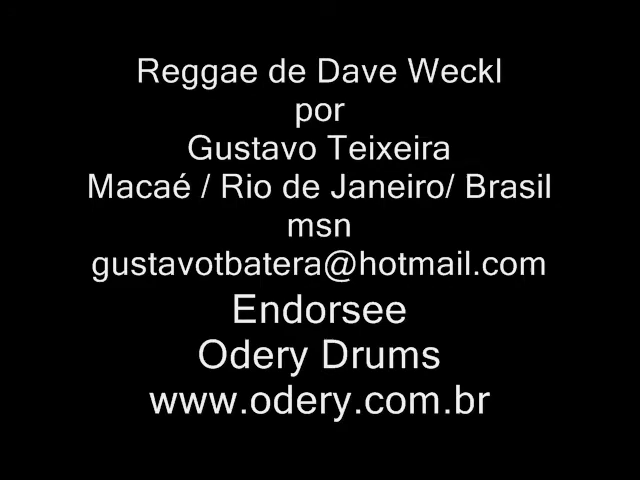 Reggae de Dave Weckl
por
Gustavo Teixeira
Macaé / Rio de Janeiro/ Brasil
msn
gustavotbatera@hotmail.com
Endorsee
Odery Drums
www.odery.com.br